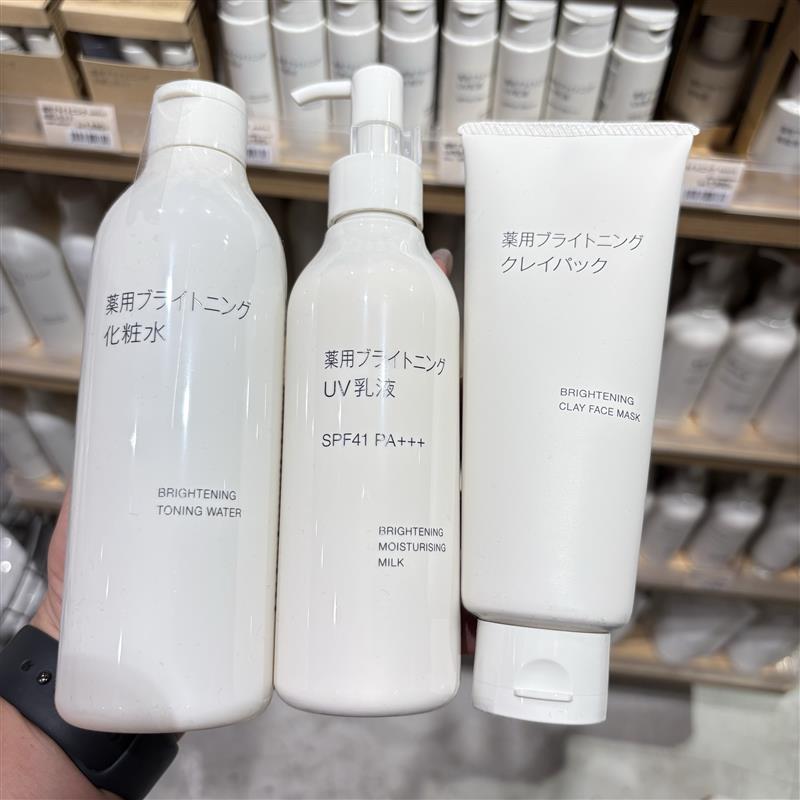 薬用ブライトニング
化粧水
BRIGHTENING
TONING WATER
薬用ブライトニング
UV乳液
SPF41 PA+++
BRIGHTENING
MOISTURISING
MILK
薬用ブライトニング
クレイパック
BRIGHTENING
CLAY FACE MASK